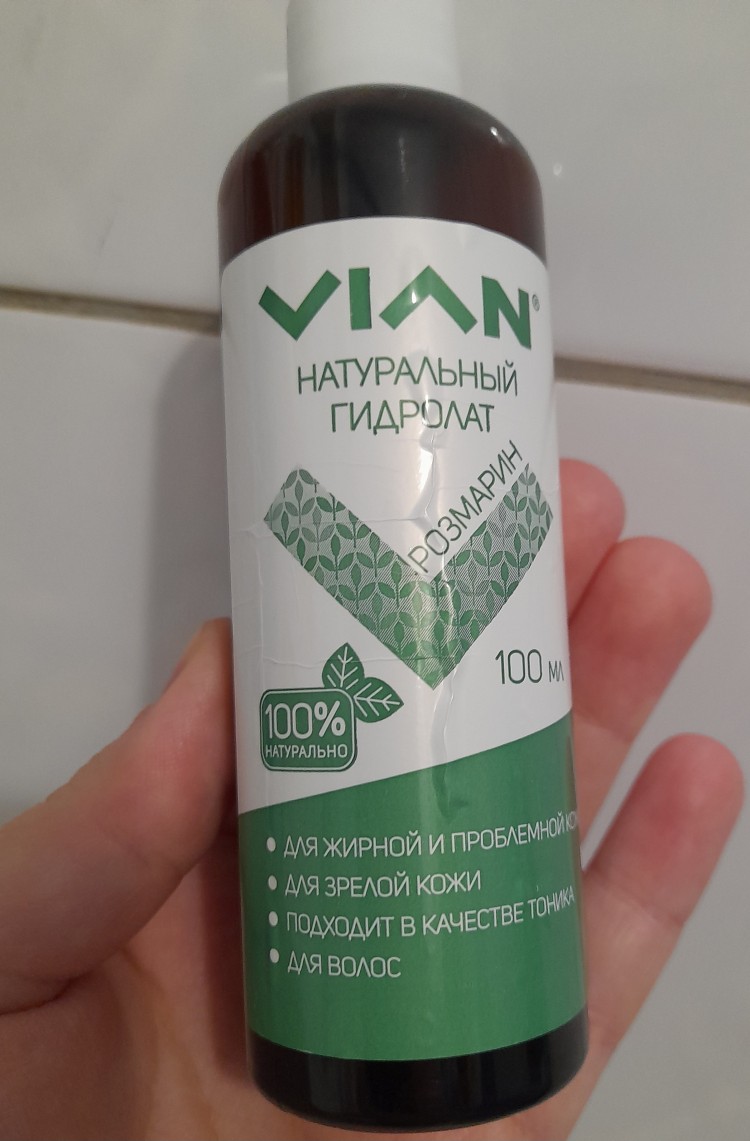 VIAN®
НАТУРАЛЬНЫЙ
ГИДРОЛАТ
РОЗМАРИН
100 мл
100%
НАТУРАЛЬНО
• ДЛЯ ЖИРНОЙ И ПРОБЛЕМНОЙ
• ДЛЯ ЗРЕЛОЙ КОЖИ
• ПОДХОДИТ В КАЧЕСТВЕ ТОНИКА
• ДЛЯ ВОЛОС